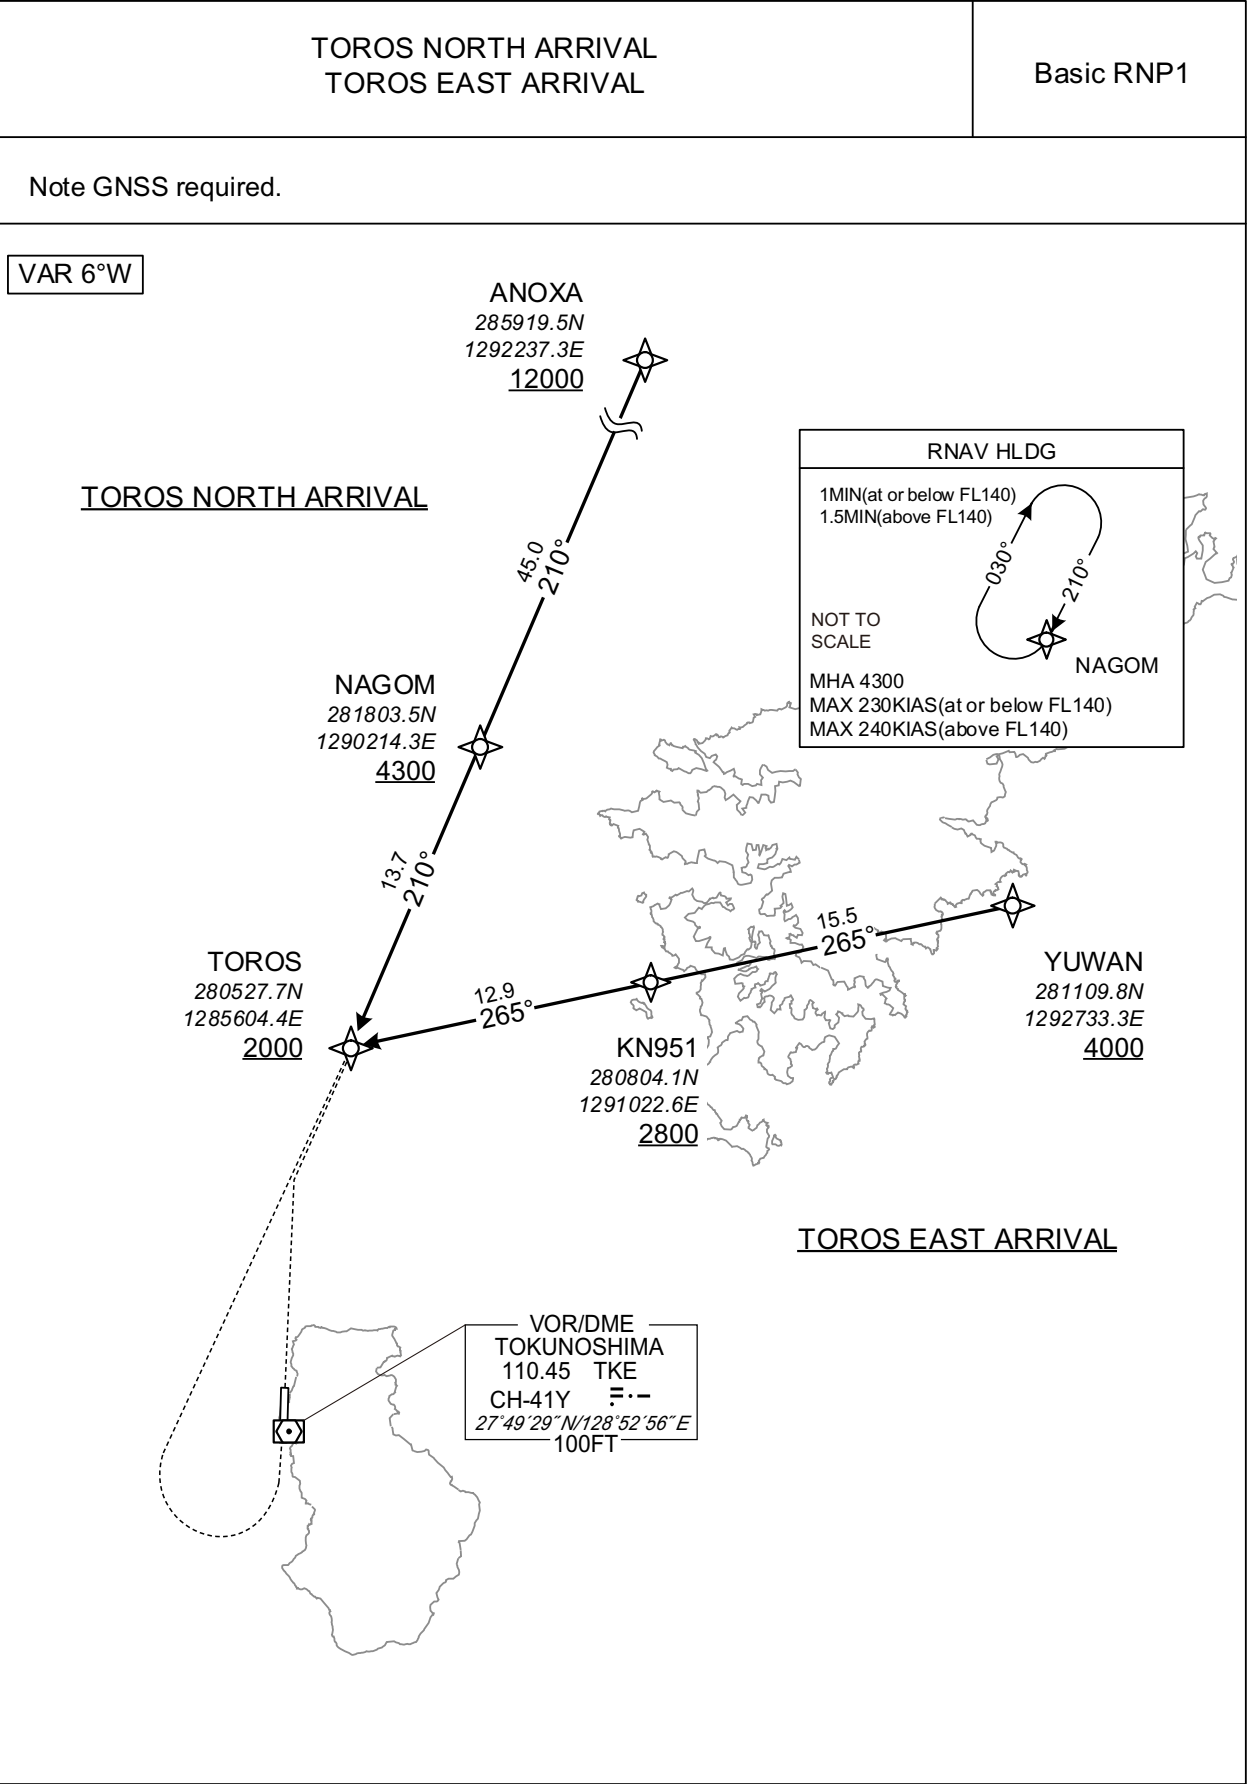 TOROS NORTH ARRIVAL
TOROS EAST ARRIVAL
Basic RNP1
Note GNSS required.
VAR 6°W
ANOXA
285919.5N
1292237.3E
12000
TOROS NORTH ARRIVAL
45.0
210°
RNAV HLDG
1MIN(at or below FL140)
1.5MIN(above FL140)
030°
210°
NOT TO
SCALE
NAGOM
MHA 4300
MAX 230KIAS(at or below FL140)
MAX 240KIAS(above FL140)
NAGOM
281803.5N
1290214.3E
4300
13.7
210°
15.5
265°
TOROS
280527.7N
1285604.4E
2000
12.9
265°
YUWAN
281109.8N
1292733.3E
4000
KN951
280804.1N
1291022.6E
2800
TOROS EAST ARRIVAL
VOR/DME
TOKUNOSHIMA
110.45 TKE
CH-41Y
27°49′29″N/128°52′56″E
100FT